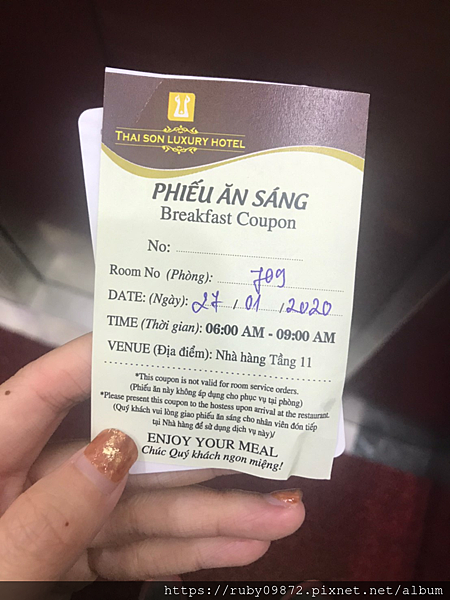 THAI SON LUXURY HOTEL
PHIẾU ĂN SÁNG
Breakfast Coupon
No:
Room No (Phòng): 709
DATE: (Ngày): 27 / 01 / 2020
TIME (Thời gian): 06:00 AM - 09:00 AM
VENUE (Địa điểm): Nhà hàng Tầng 11
*This coupon is not valid for room service orders.
(Phiếu ăn này không áp dụng cho phục vụ tại phòng)
*Please present this coupon to the hostess upon arrival at the restaurant.
(Quý khách vui lòng giao phiếu ăn sáng cho nhân viên đón tiếp
tại Nhà hàng để sử dụng dịch vụ này)/
ENJOY YOUR MEAL
Chúc Quý khách ngon miệng!
https://ruby09872.pixnet.net/album